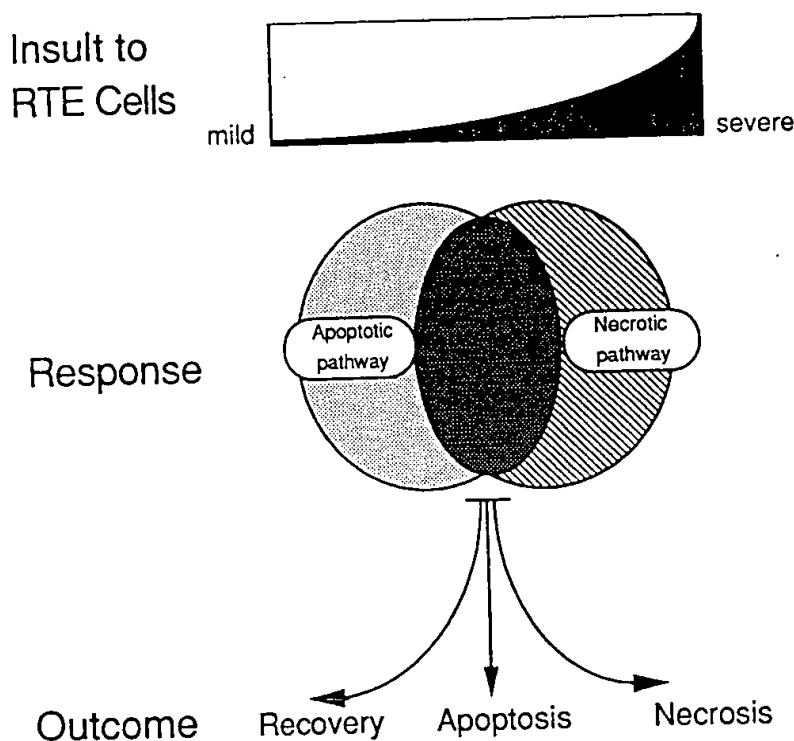 Insult to
RTE Cells
mild
severe
Apoptotic
pathway
Necrotic
pathway
Response
Outcome
Recovery
Apoptosis
Necrosis